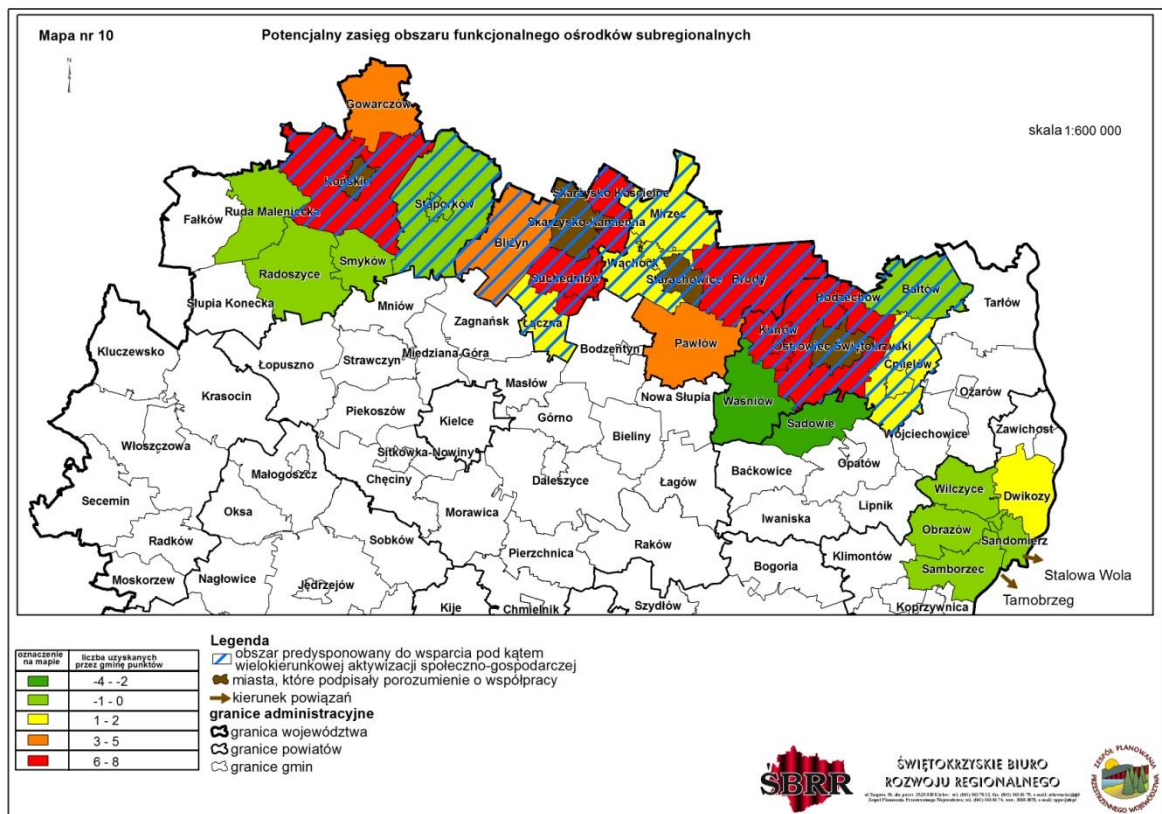 Mapa nr 10
Potencjalny zasięg obszaru funkcjonalnego ośrodków subregionalnych
N
skala 1:600 000
Gowarczów
Końskie
Stąporków
Skarżysko Kościelne
Mirzec
Fałków
Ruda Maleniecka
Skarżysko-Kamienna
Bliżyn
Radoszyce
Smyków
Suchedniów
Wąchock
Starachowice
Brody
Bodzechów
Bałtów
Tarłów
Słupia Konecka
Mniów
Zagnańsk
Łączna
Bodzentyn
Pawłów
Kunów
Ostrowiec Świętokrzyski
Ćmielów
Kluczewsko
Łopuszno
Strawczyn
Miedziana Góra
Masłów
Nowa Słupia
Waśniów
Ożarów
Krasocin
Piekoszów
Kielce
Górno
Bieliny
Sadowie
Wojciechowice
Zawichost
Włoszczowa
Małogoszcz
Sitkówka-Nowiny
Chęciny
Daleszyce
Łagów
Baćkowice
Opatów
Wilczyce
Dwikozy
Secemin
Oksa
Morawica
Iwaniska
Lipnik
Obrazów
Sandomierz
Radków
Sobków
Pierzchnica
Raków
Klimontów
Samborzec
Stalowa Wola
Moskorzew
Nagłowice
Jędrzejów
Bogoria
Tarnobrzeg
Kije
Chmielnik
Szydłów
Koprzywnica
oznaczenie na mapie
liczba uzyskanych przez gminę punktów
-4 - -2
-1 - 0
1 - 2
3 - 5
6 - 8
Legenda
obszar predysponowany do wsparcia pod kątem
wielokierunkowej aktywizacji społeczno-gospodarczej
miasta, które podpisały porozumienie o współpracy
kierunek powiązań
granice administracyjne
granica województwa
granice powiatów
granice gmin
ŚBRR
ŚWIĘTOKRZYSKIE BIURO
ROZWOJU REGIONALNEGO
ZESPÓŁ PLANOWANIA
PRZESTRZENNEGO WOJEWÓDZTWA